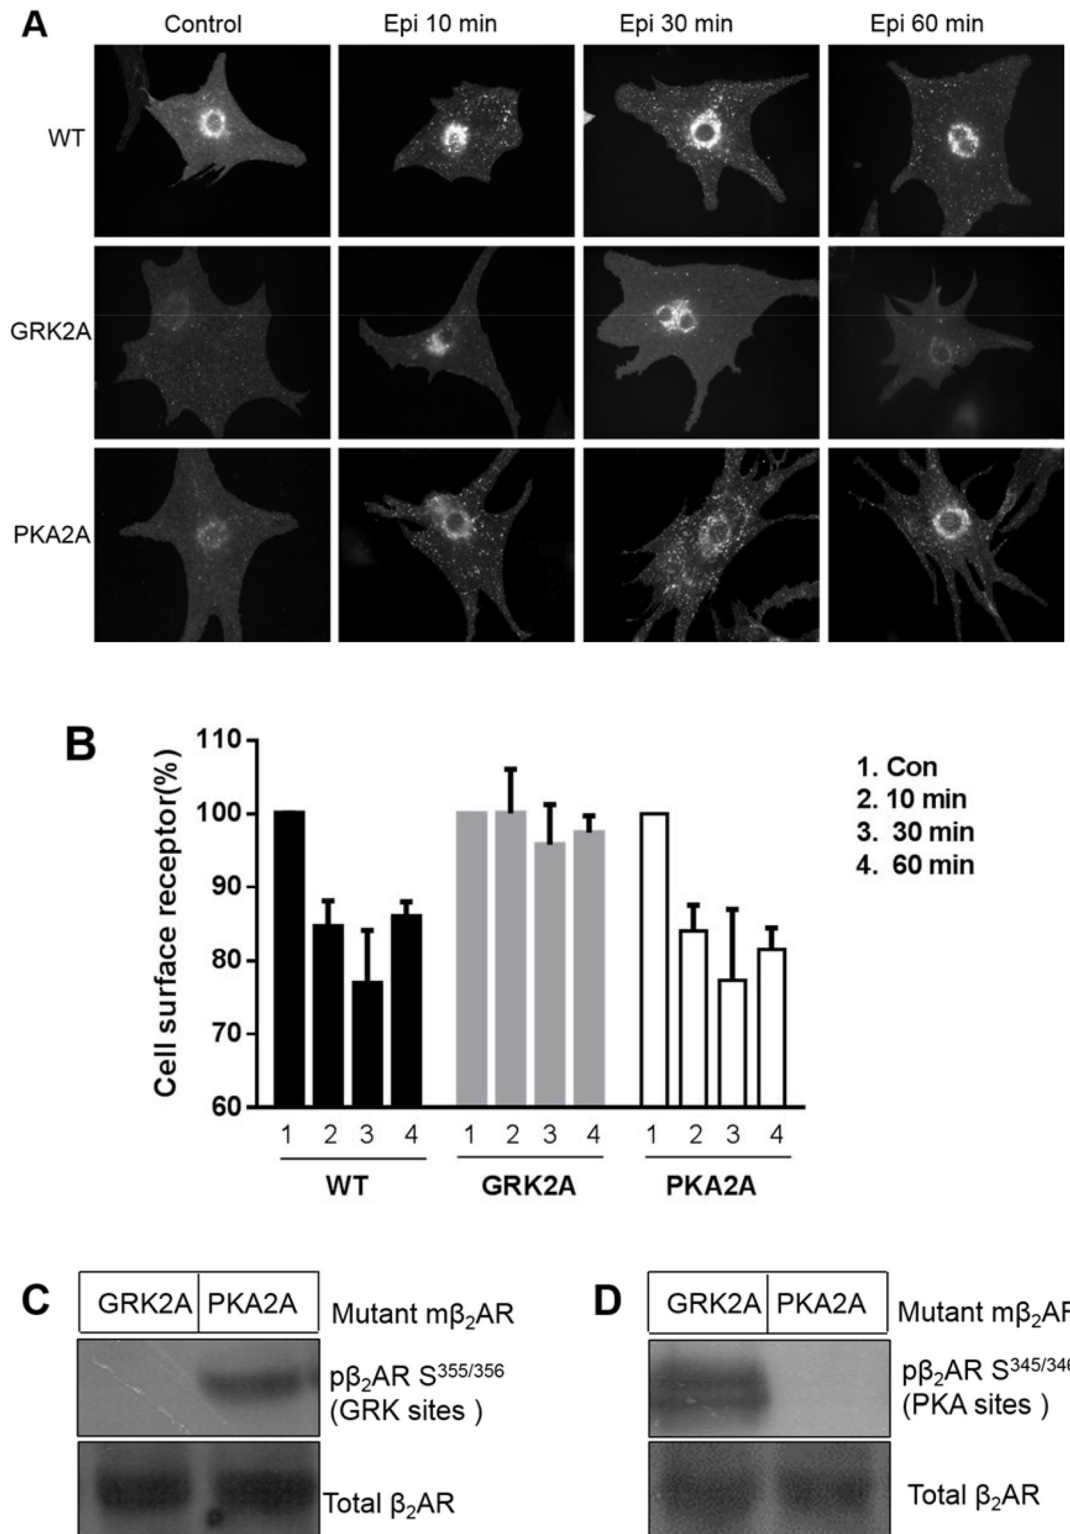 A
Control Epi 10 min Epi 30 min Epi 60 min
WT
GRK2A
PKA2A
B
Cell surface receptor(%)
110
100
90
80
70
60
1 2 3 4 1 2 3 4 1 2 3 4
WT GRK2A PKA2A
1. Con
2. 10 min
3. 30 min
4. 60 min
C
GRK2A PKA2A Mutant mβ₂AR
pβ₂AR S³⁵⁵/³⁵⁶
(GRK sites )
Total β₂AR
D
GRK2A PKA2A Mutant mβ₂AR
pβ₂AR S³⁴⁵/³⁴⁶
(PKA sites )
Total β₂AR